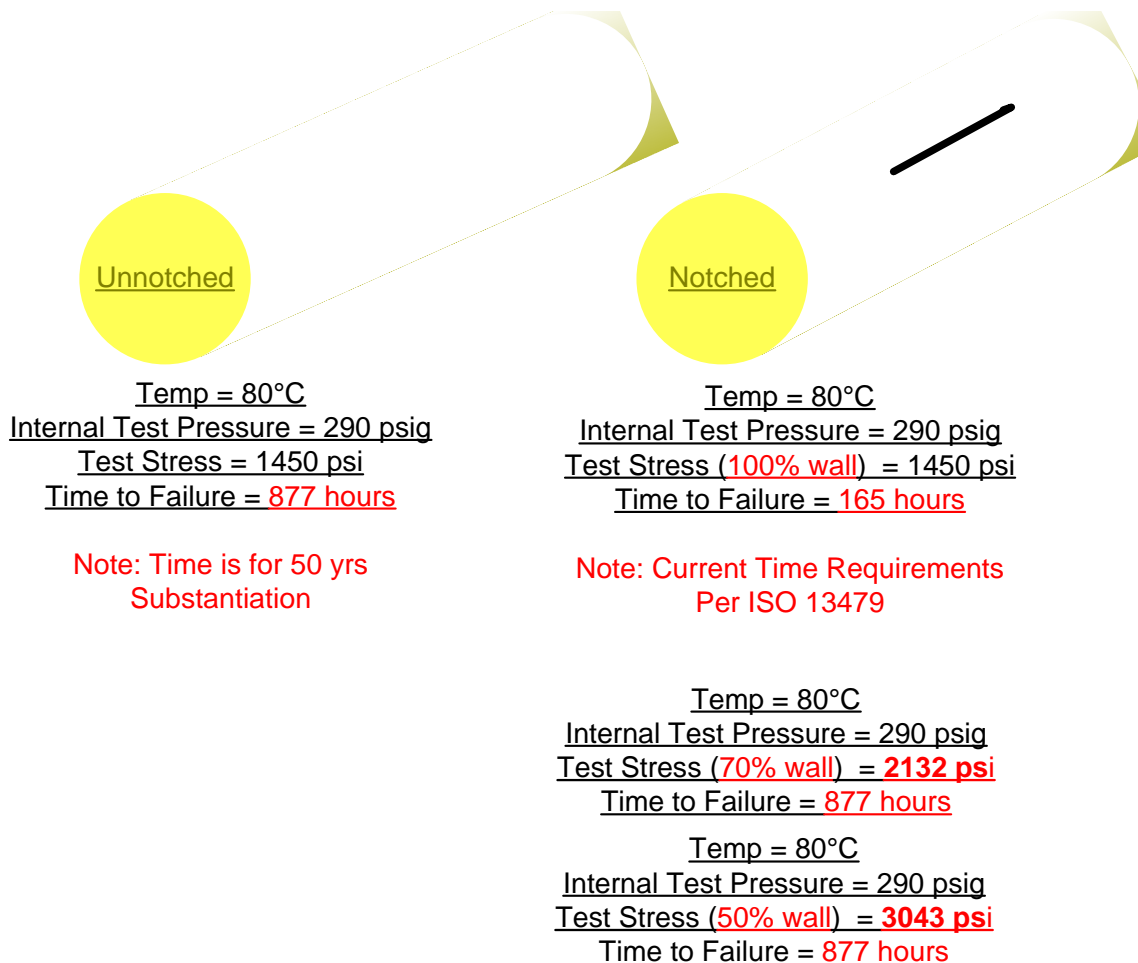 Unnotched
Temp = 80°C
Internal Test Pressure = 290 psig
Test Stress = 1450 psi
Time to Failure = 877 hours
Note: Time is for 50 yrs
Substantiation
Notched
Temp = 80°C
Internal Test Pressure = 290 psig
Test Stress (100% wall)  = 1450 psi
Time to Failure = 165 hours
Note: Current Time Requirements
Per ISO 13479
Temp = 80°C
Internal Test Pressure = 290 psig
Test Stress (70% wall)  = 2132 psi
Time to Failure = 877 hours
Temp = 80°C
Internal Test Pressure = 290 psig
Test Stress (50% wall)  = 3043 psi
Time to Failure = 877 hours